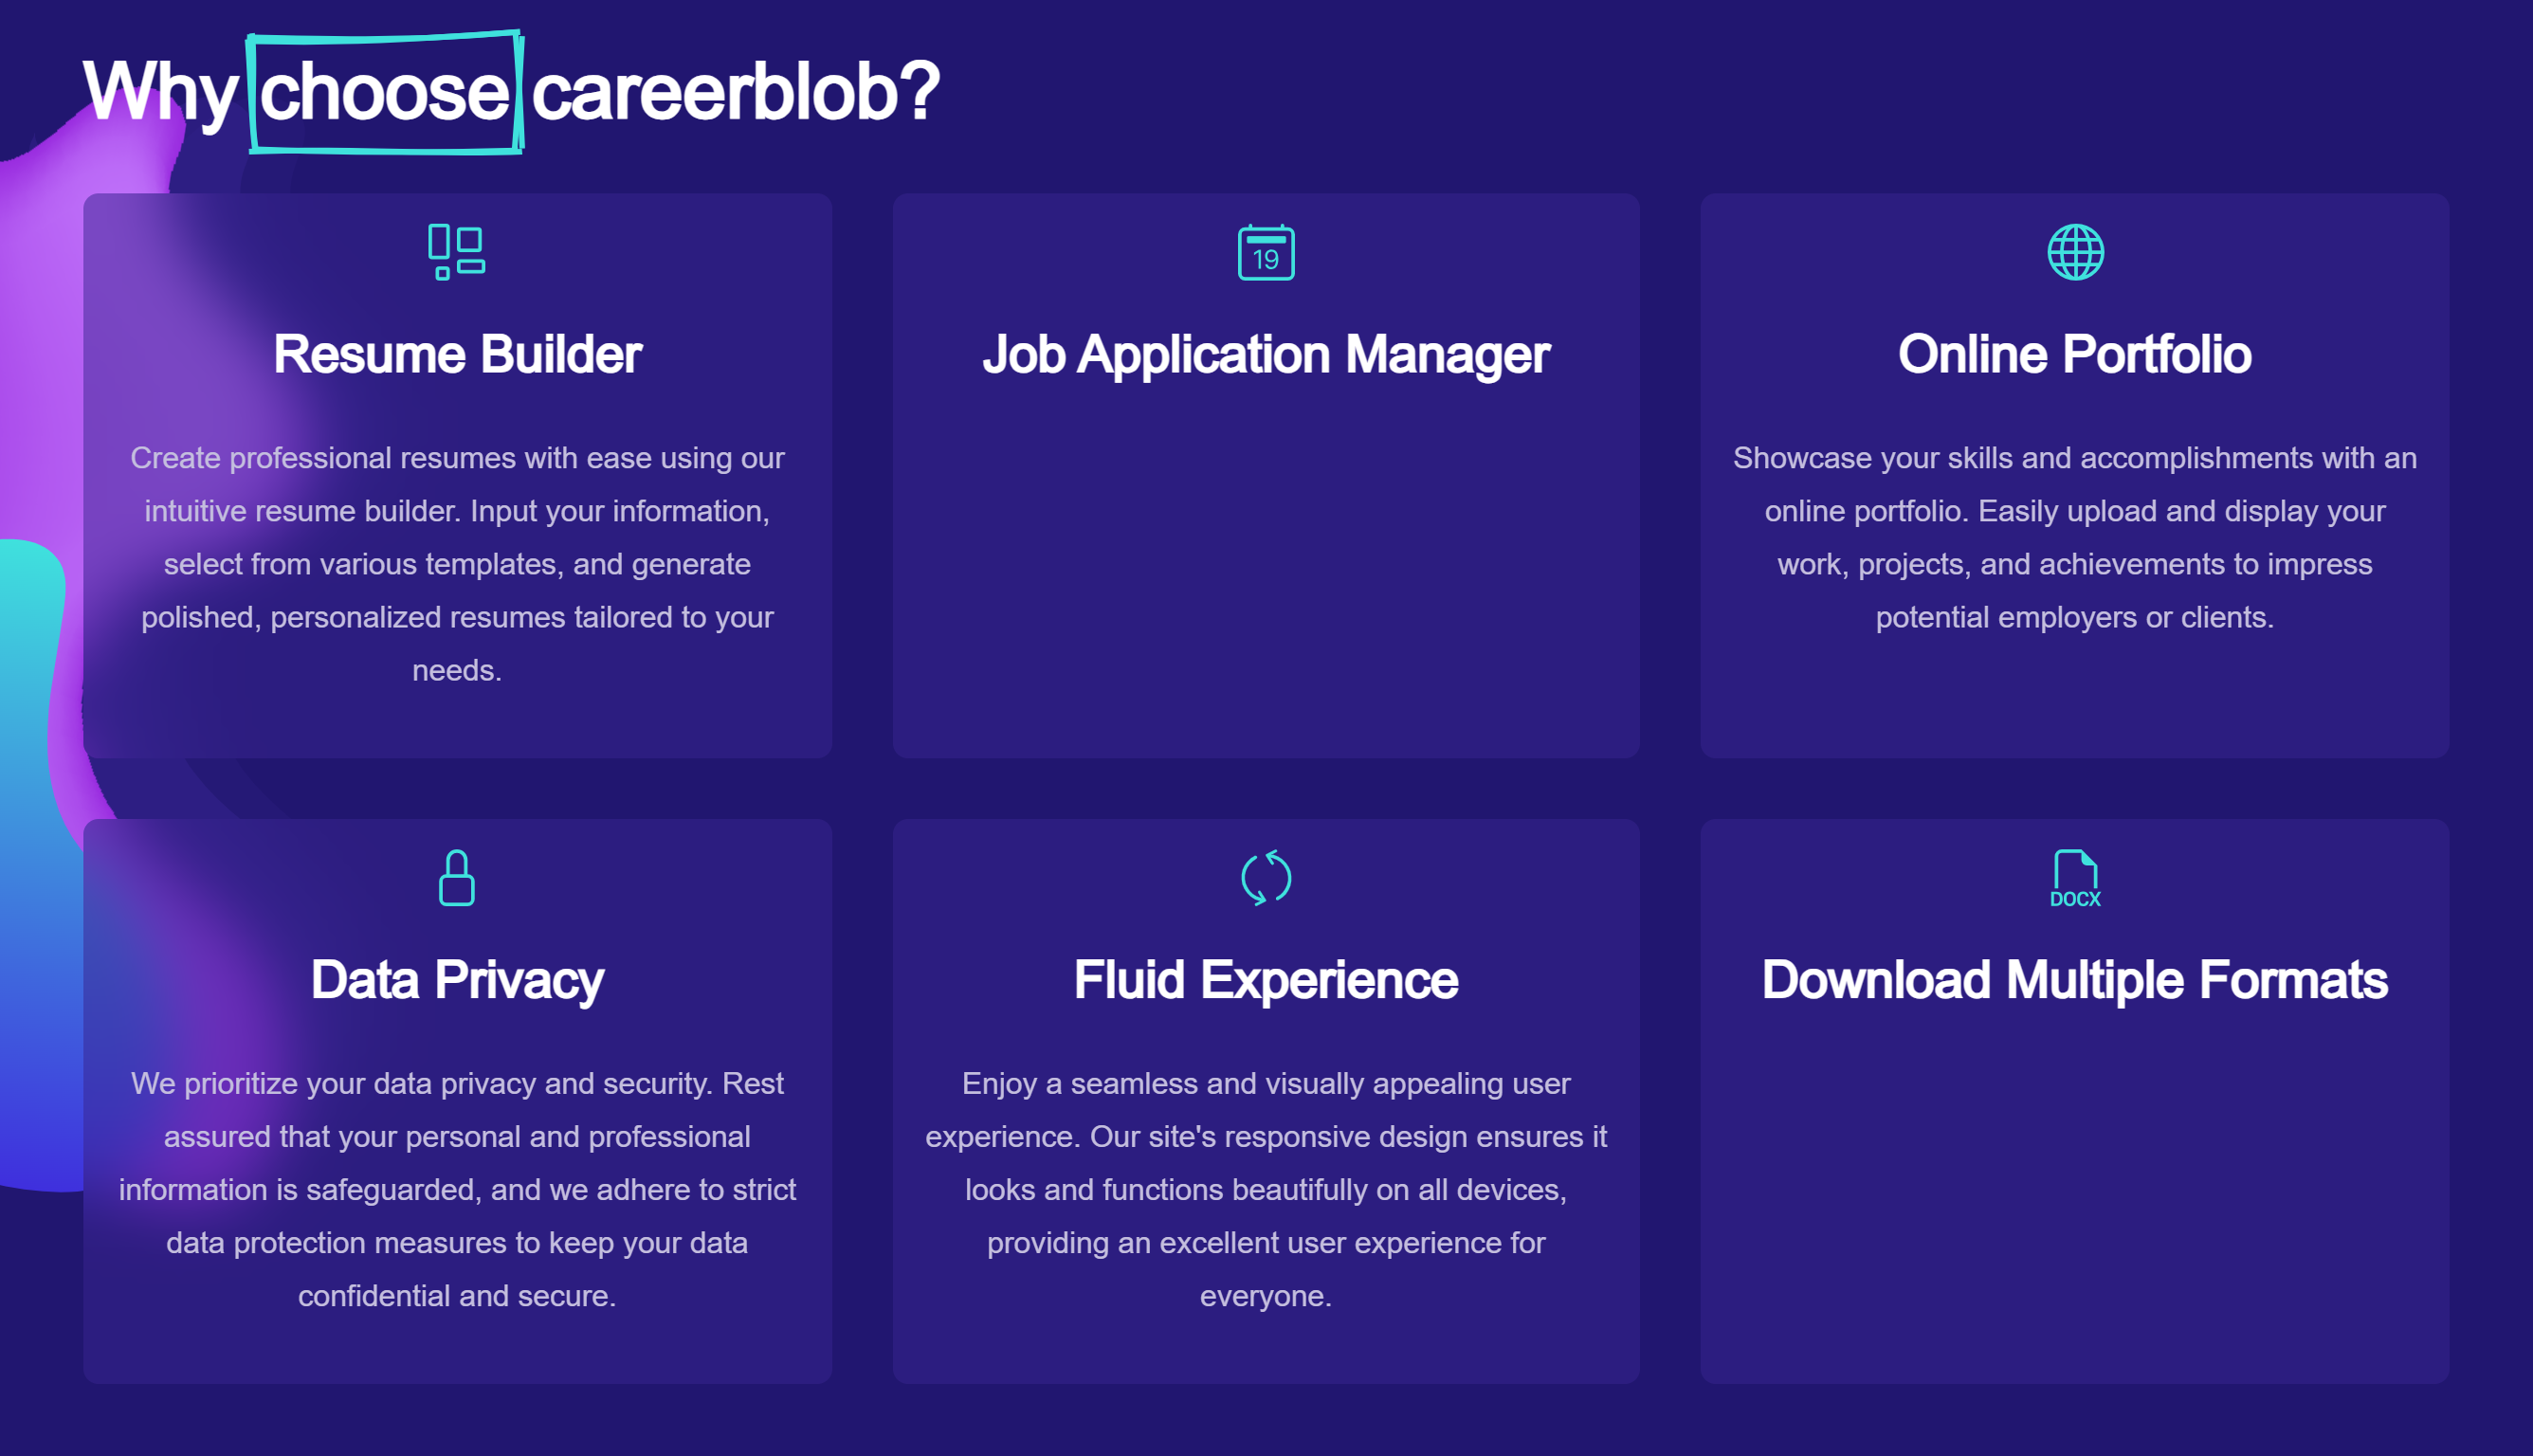 Why choose careerblob?
19
Resume Builder
Create professional resumes with ease using our
intuitive resume builder. Input your information,
select from various templates, and generate
polished, personalized resumes tailored to your
needs.
Job Application Manager
Online Portfolio
Showcase your skills and accomplishments with an
online portfolio. Easily upload and display your
work, projects, and achievements to impress
potential employers or clients.
Data Privacy
We prioritize your data privacy and security. Rest
assured that your personal and professional
information is safeguarded, and we adhere to strict
data protection measures to keep your data
confidential and secure.
Fluid Experience
Enjoy a seamless and visually appealing user
experience. Our site's responsive design ensures it
looks and functions beautifully on all devices,
providing an excellent user experience for
everyone.
DOCX
Download Multiple Formats